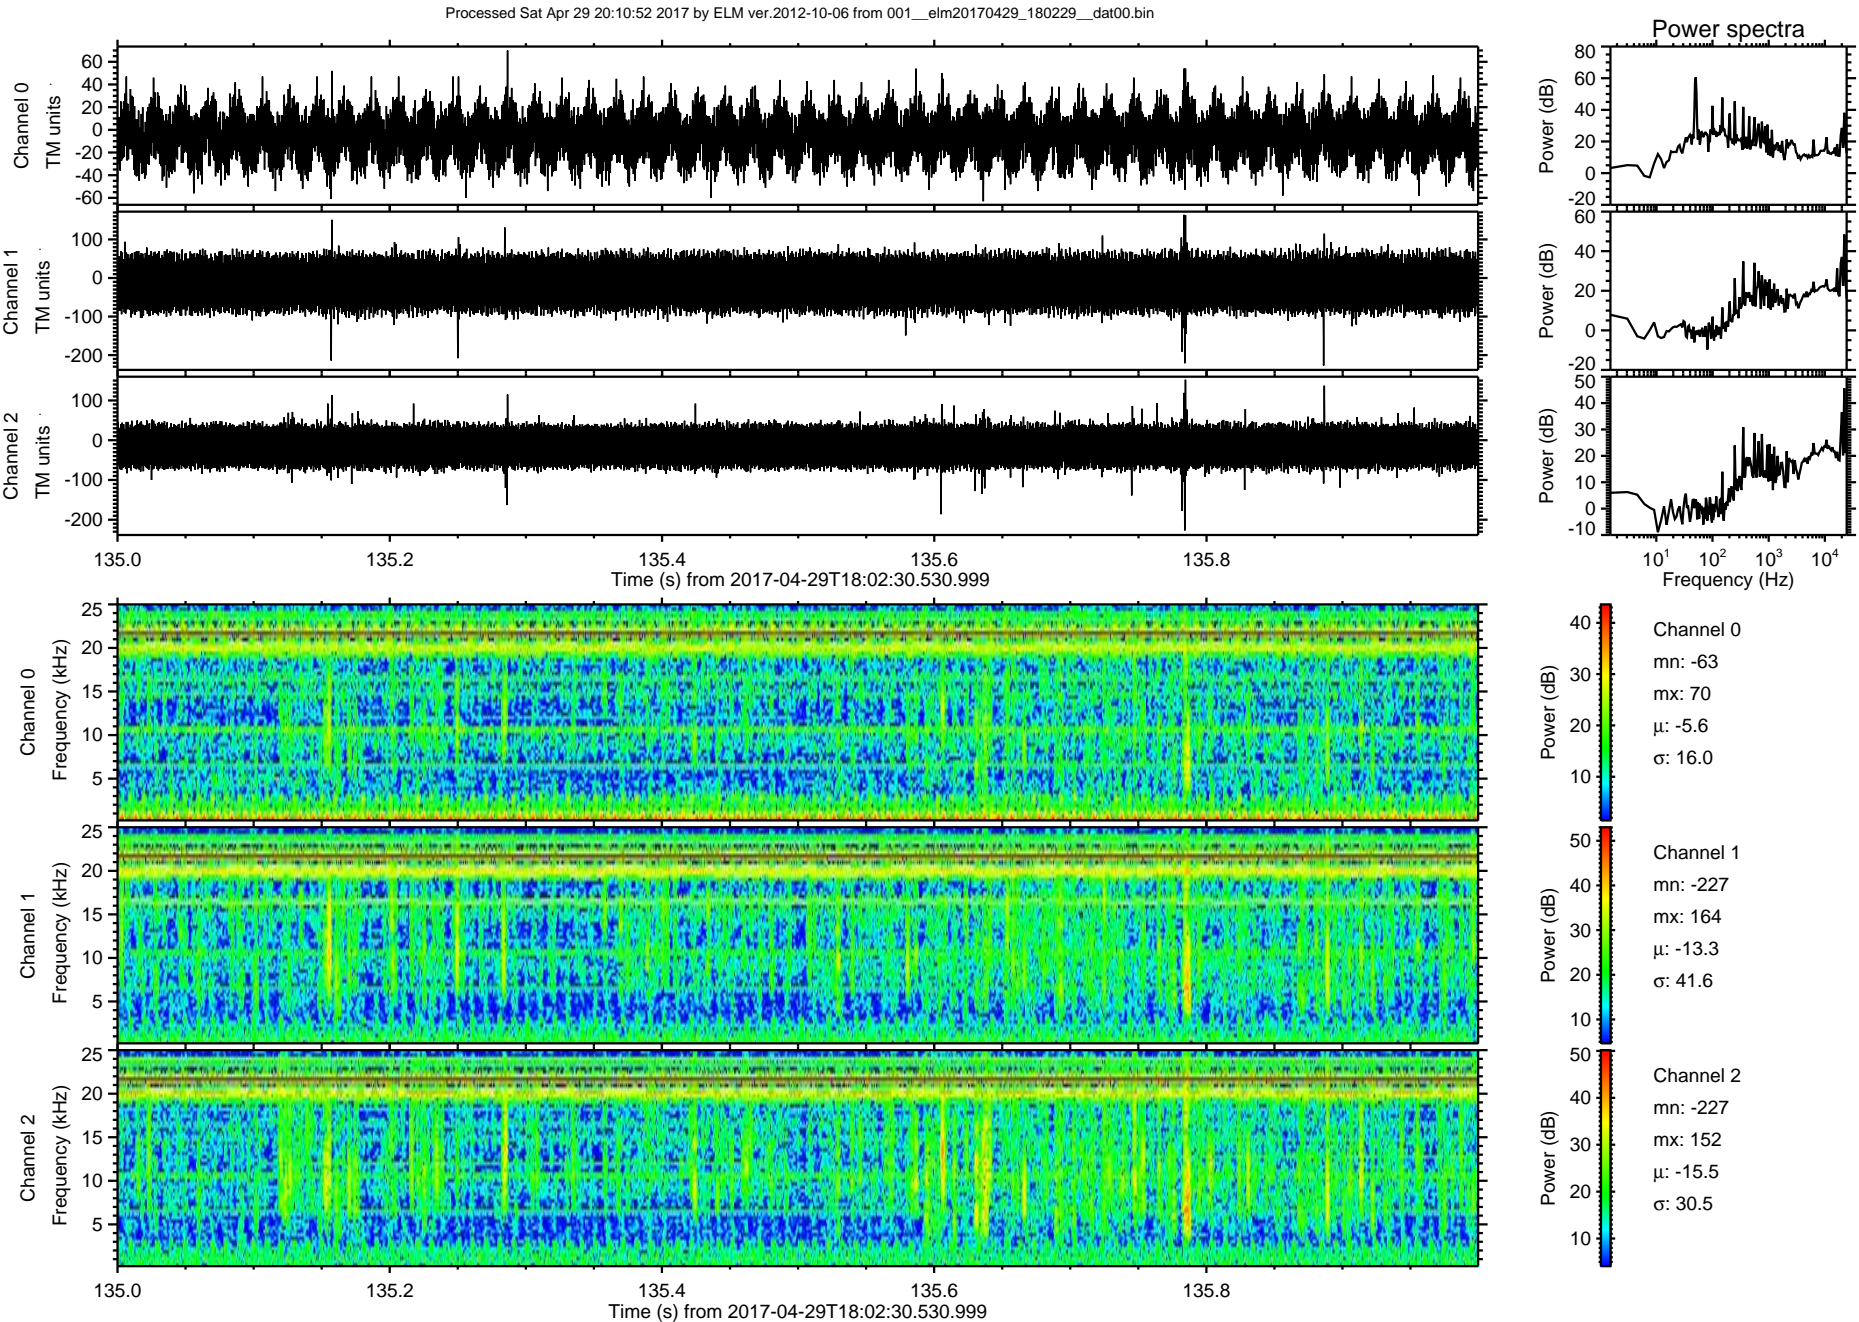 Processed Sat Apr 29 20:10:52 2017 by ELM ver.2012-10-06 from 001__elm20170429_180229__dat00.bin
Power spectra
Channel 0
TM units
60
40
20
0
-20
-40
-60
Power (dB)
80
60
40
20
0
-20
Channel 1
TM units
100
0
-100
-200
Power (dB)
60
40
20
0
-20
Channel 2
TM units
100
0
-100
-200
Power (dB)
50
40
30
20
10
0
-10
135.0 135.2 135.4 135.6 135.8
Time (s) from 2017-04-29T18:02:30.530.999
10^1 10^2 10^3 10^4
Frequency (Hz)
Channel 0
Frequency (kHz)
25
20
15
10
5
Power (dB)
40
30
20
10
Channel 0
mn: -63
mx: 70
μ: -5.6
σ: 16.0
Channel 1
Frequency (kHz)
25
20
15
10
5
Power (dB)
50
40
30
20
10
Channel 1
mn: -227
mx: 164
μ: -13.3
σ: 41.6
Channel 2
Frequency (kHz)
25
20
15
10
5
Power (dB)
50
40
30
20
10
Channel 2
mn: -227
mx: 152
μ: -15.5
σ: 30.5
135.0 135.2 135.4 135.6 135.8
Time (s) from 2017-04-29T18:02:30.530.999